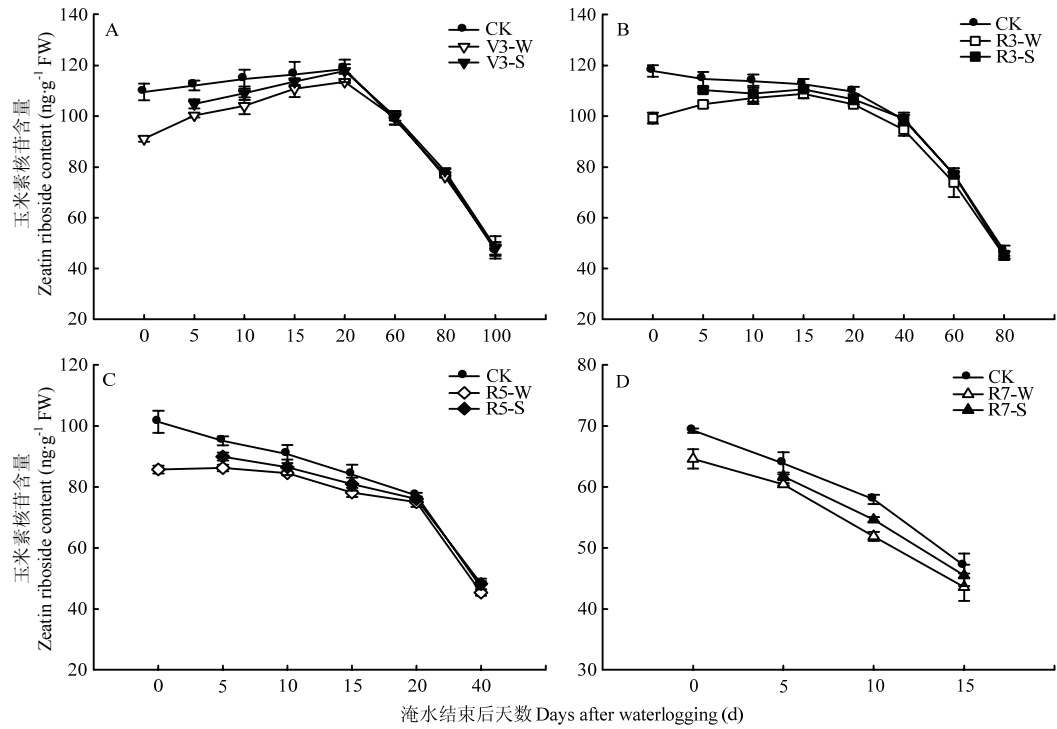 A
CK
V3-W
V3-S
140
120
100
80
60
40
20
0 5 10 15 20 60 80 100
玉米素核苷含量
Zeatin riboside content (ng·g⁻¹ FW)
B
CK
R3-W
R3-S
140
120
100
80
60
40
20
0 5 10 15 20 40 60 80
C
CK
R5-W
R5-S
120
100
80
60
40
20
0 5 10 15 20 40
玉米素核苷含量
Zeatin riboside content (ng·g⁻¹ FW)
D
CK
R7-W
R7-S
80
70
60
50
40
30
0 5 10 15
淹水结束后天数 Days after waterlogging (d)